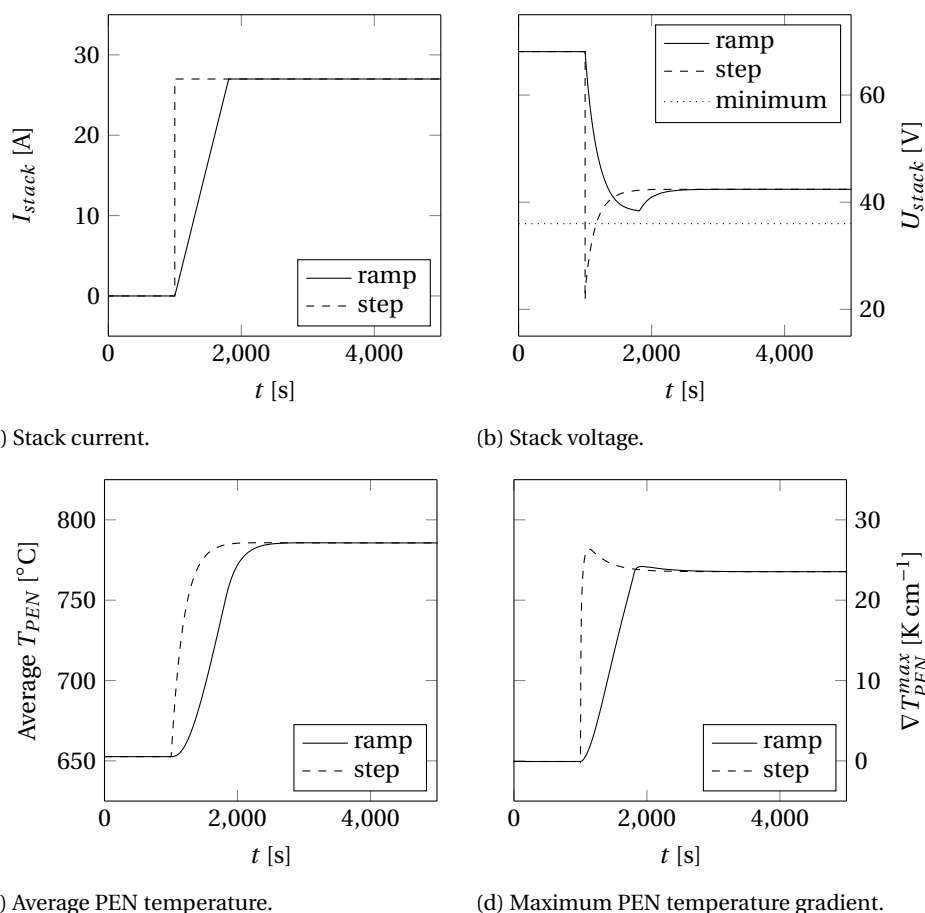 30
20
10
0
I_stack [A]
ramp
step
0 2,000 4,000
t [s]
) Stack current.
ramp
step
minimum
60
40
20
U_stack [V]
0 2,000 4,000
t [s]
(b) Stack voltage.
800
750
700
650
Average T_PEN [°C]
ramp
step
0 2,000 4,000
t [s]
) Average PEN temperature.
30
20
10
0
∇T_PEN^max [K cm⁻¹]
ramp
step
0 2,000 4,000
t [s]
(d) Maximum PEN temperature gradient.